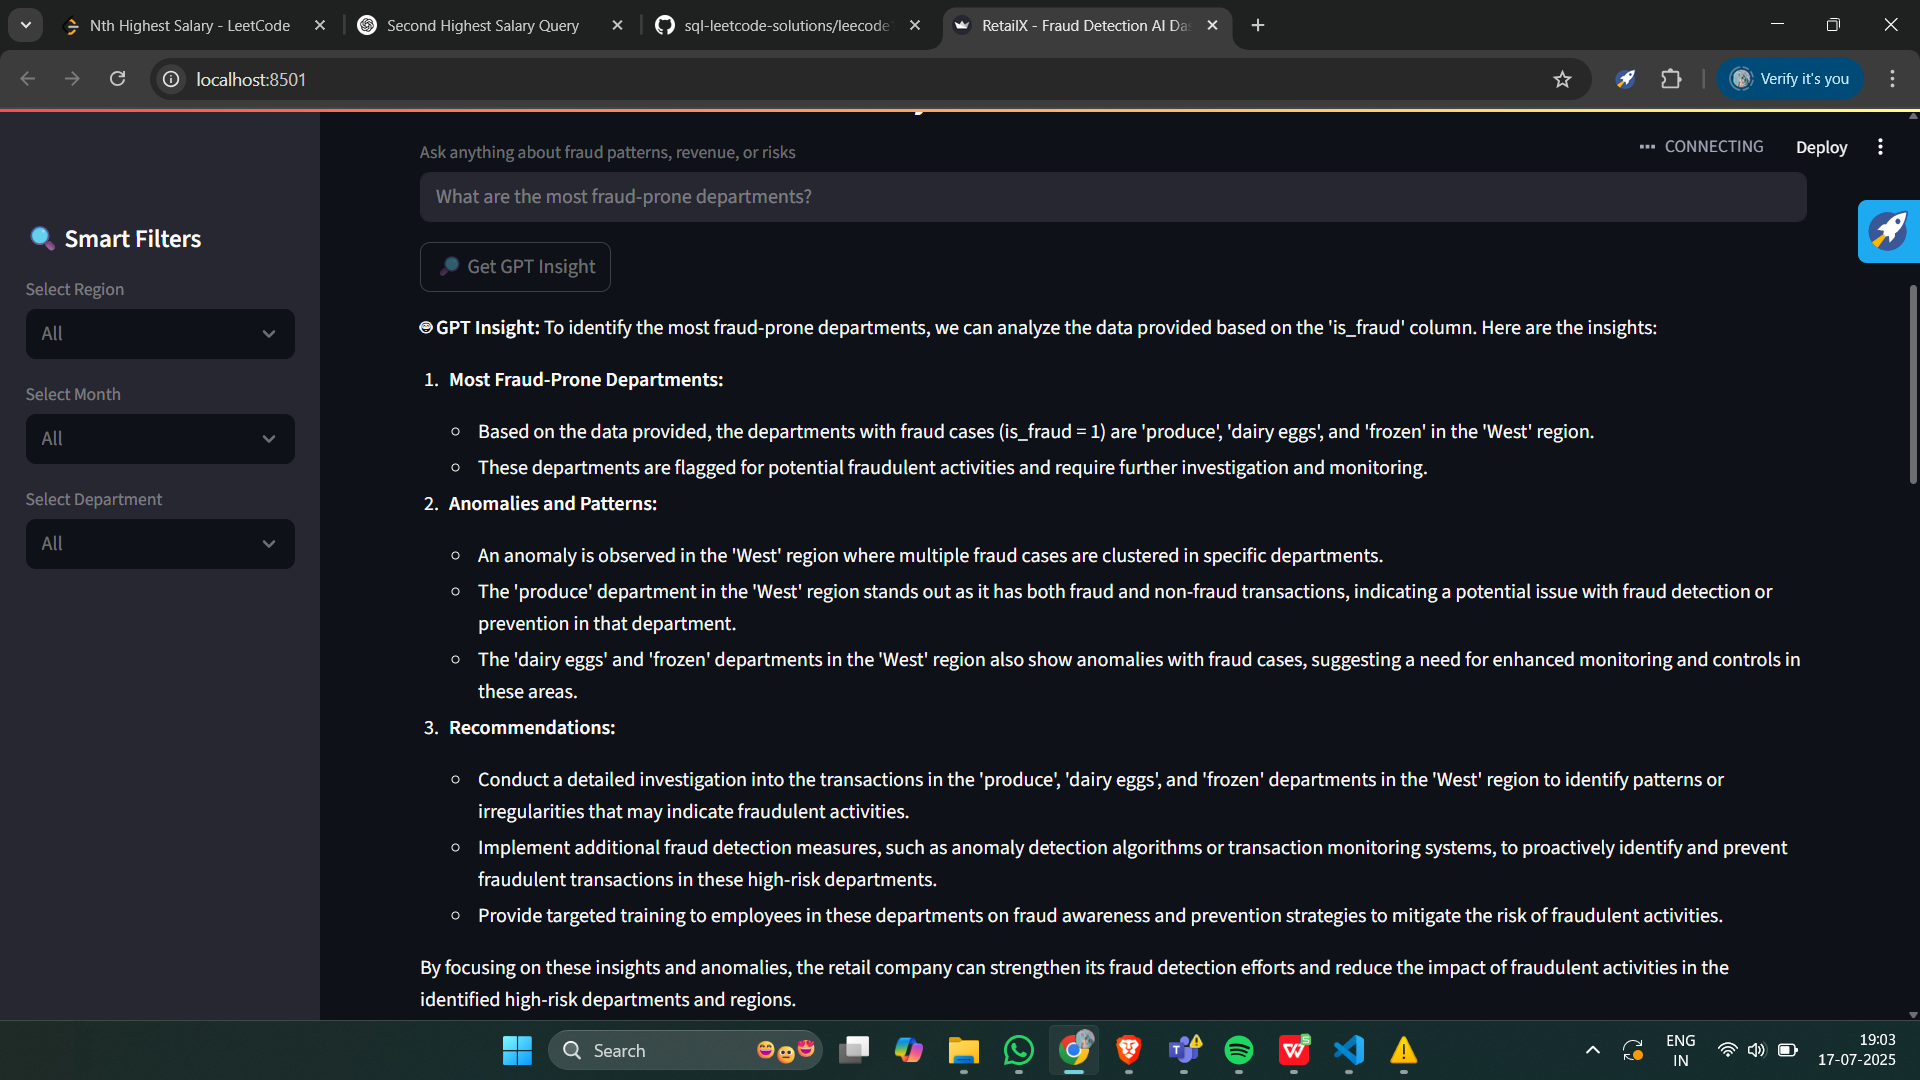 Nth Highest Salary - LeetCode
Second Highest Salary Query
sql-leetcode-solutions/leecode
RetailX - Fraud Detection AI Das
localhost:8501
Verify it's you
Ask anything about fraud patterns, revenue, or risks
CONNECTING
Deploy
What are the most fraud-prone departments?
Get GPT Insight
Smart Filters
Select Region
All
Select Month
All
Select Department
All
GPT Insight: To identify the most fraud-prone departments, we can analyze the data provided based on the 'is_fraud' column. Here are the insights:
1. Most Fraud-Prone Departments:
Based on the data provided, the departments with fraud cases (is_fraud = 1) are 'produce', 'dairy eggs', and 'frozen' in the 'West' region.
These departments are flagged for potential fraudulent activities and require further investigation and monitoring.
2. Anomalies and Patterns:
An anomaly is observed in the 'West' region where multiple fraud cases are clustered in specific departments.
The 'produce' department in the 'West' region stands out as it has both fraud and non-fraud transactions, indicating a potential issue with fraud detection or
prevention in that department.
The 'dairy eggs' and 'frozen' departments in the 'West' region also show anomalies with fraud cases, suggesting a need for enhanced monitoring and controls in
these areas.
3. Recommendations:
Conduct a detailed investigation into the transactions in the 'produce', 'dairy eggs', and 'frozen' departments in the 'West' region to identify patterns or
irregularities that may indicate fraudulent activities.
Implement additional fraud detection measures, such as anomaly detection algorithms or transaction monitoring systems, to proactively identify and prevent
fraudulent transactions in these high-risk departments.
Provide targeted training to employees in these departments on fraud awareness and prevention strategies to mitigate the risk of fraudulent activities.
By focusing on these insights and anomalies, the retail company can strengthen its fraud detection efforts and reduce the impact of fraudulent activities in the
identified high-risk departments and regions.
Search
ENG
IN
19:03
17-07-2025